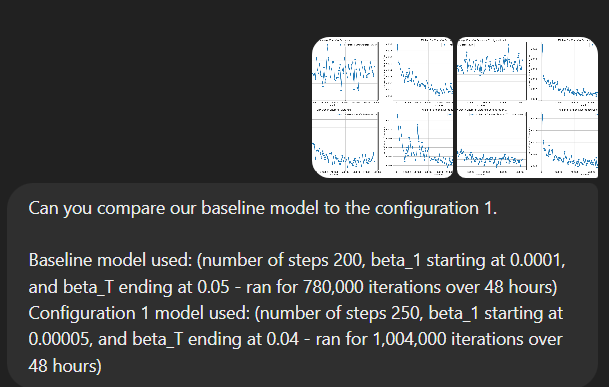 Can you compare our baseline model to the configuration 1.
Baseline model used: (number of steps 200, beta_1 starting at 0.0001,
and beta_T ending at 0.05 - ran for 780,000 iterations over 48 hours)
Configuration 1 model used: (number of steps 250, beta_1 starting at
0.00005, and beta_T ending at 0.04 - ran for 1,004,000 iterations over
48 hours)